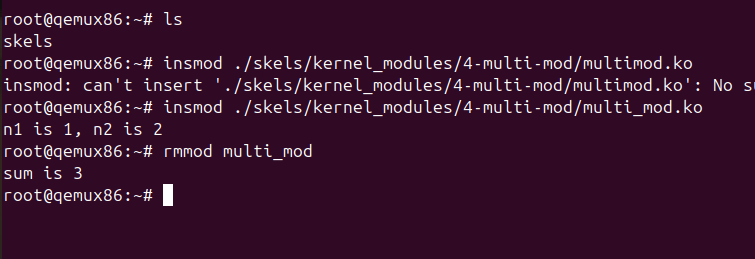 root@qemux86:~# ls
skels
root@qemux86:~# insmod ./skels/kernel_modules/4-multi-mod/multimod.ko
insmod: can't insert './skels/kernel_modules/4-multi-mod/multimod.ko': No su
root@qemux86:~# insmod ./skels/kernel_modules/4-multi-mod/multi_mod.ko
n1 is 1, n2 is 2
root@qemux86:~# rmmod multi_mod
sum is 3
root@qemux86:~#